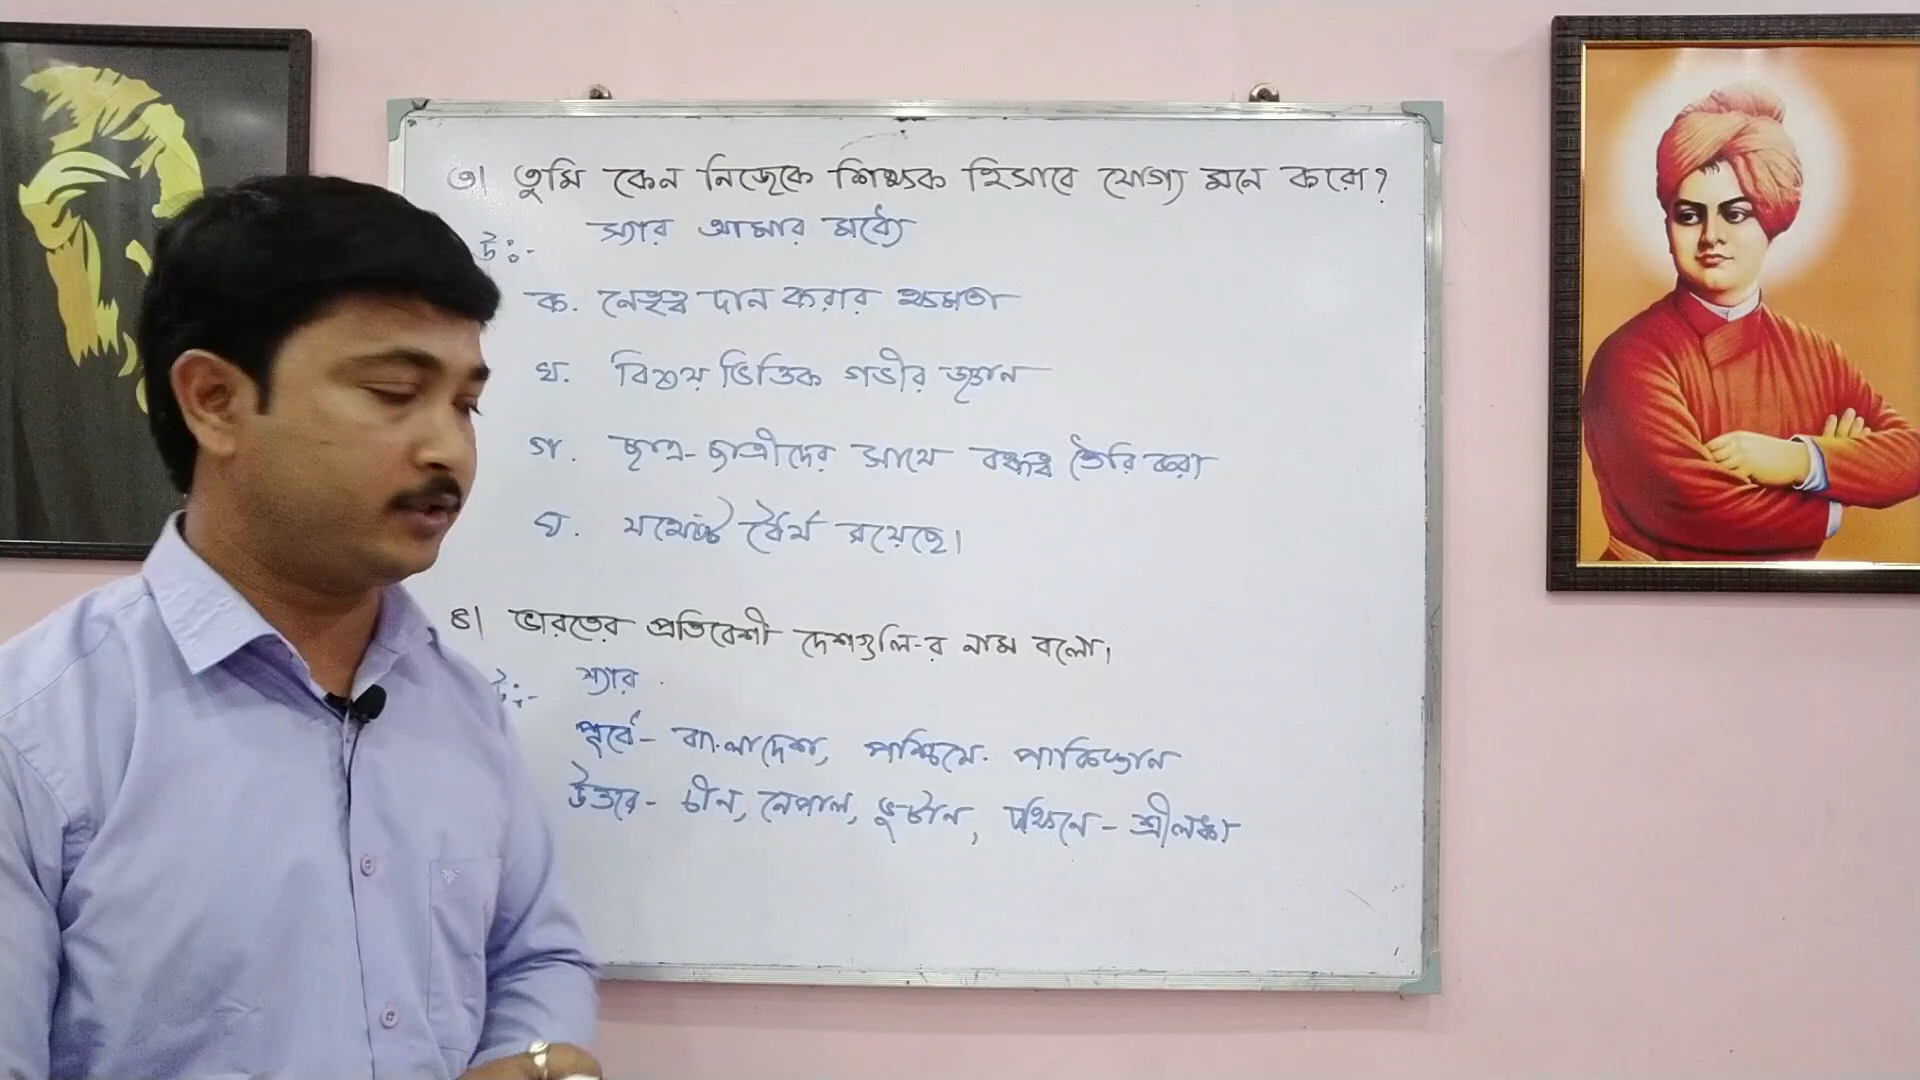 ৩। তুমি কেন নিজেকে শিক্ষক হিসাবে যোগ্য মনে করো?
উঃ- স্যার আমার মধ্যে
ক. নেতৃত্ব দান করার ক্ষমতা
খ. বিষয় ভিত্তিক গভীর জ্ঞান
গ. ছাত্র-ছাত্রীদের সাথে বন্ধুত্ব তৈরি করা
ঘ. যথেষ্ট ধৈর্য রয়েছে।
৪। ভারতের প্রতিবেশী দেশগুলি-র নাম বলো।
উঃ- স্যার
পূর্বে- বাংলাদেশ, পশ্চিমে- পাকিস্তান
উত্তরে- চীন, নেপাল, ভুটান, দক্ষিনে- শ্রীলঙ্কা